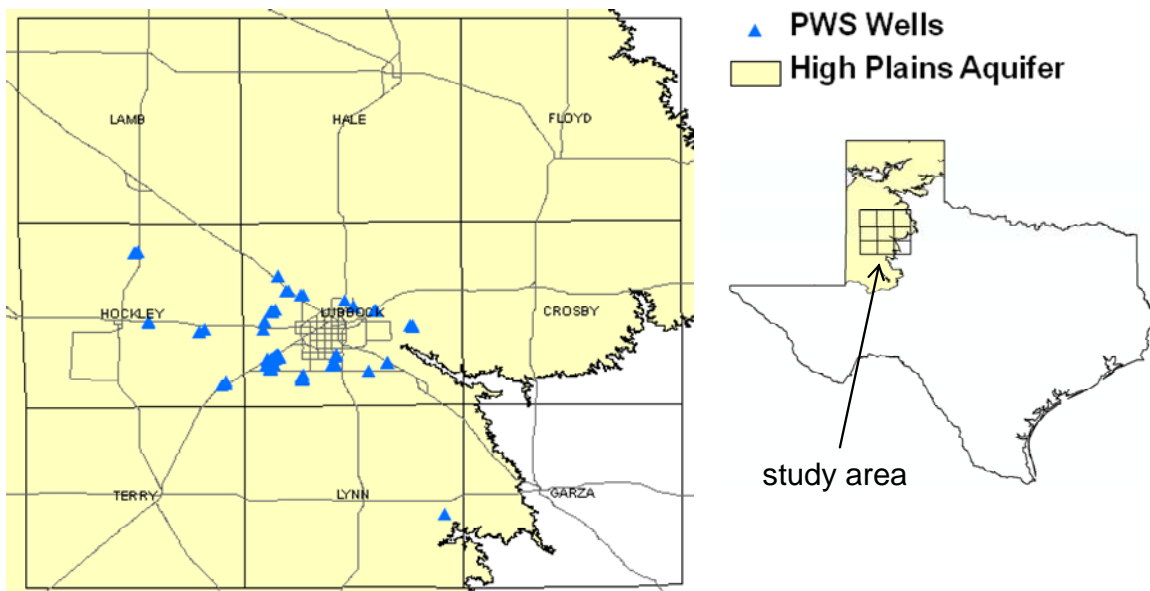 PWS Wells
High Plains Aquifer
LAMB
HALE
FLOYD
HOCKLEY
LUBBOCK
CROSBY
TERRY
LYNN
GARZA
study area